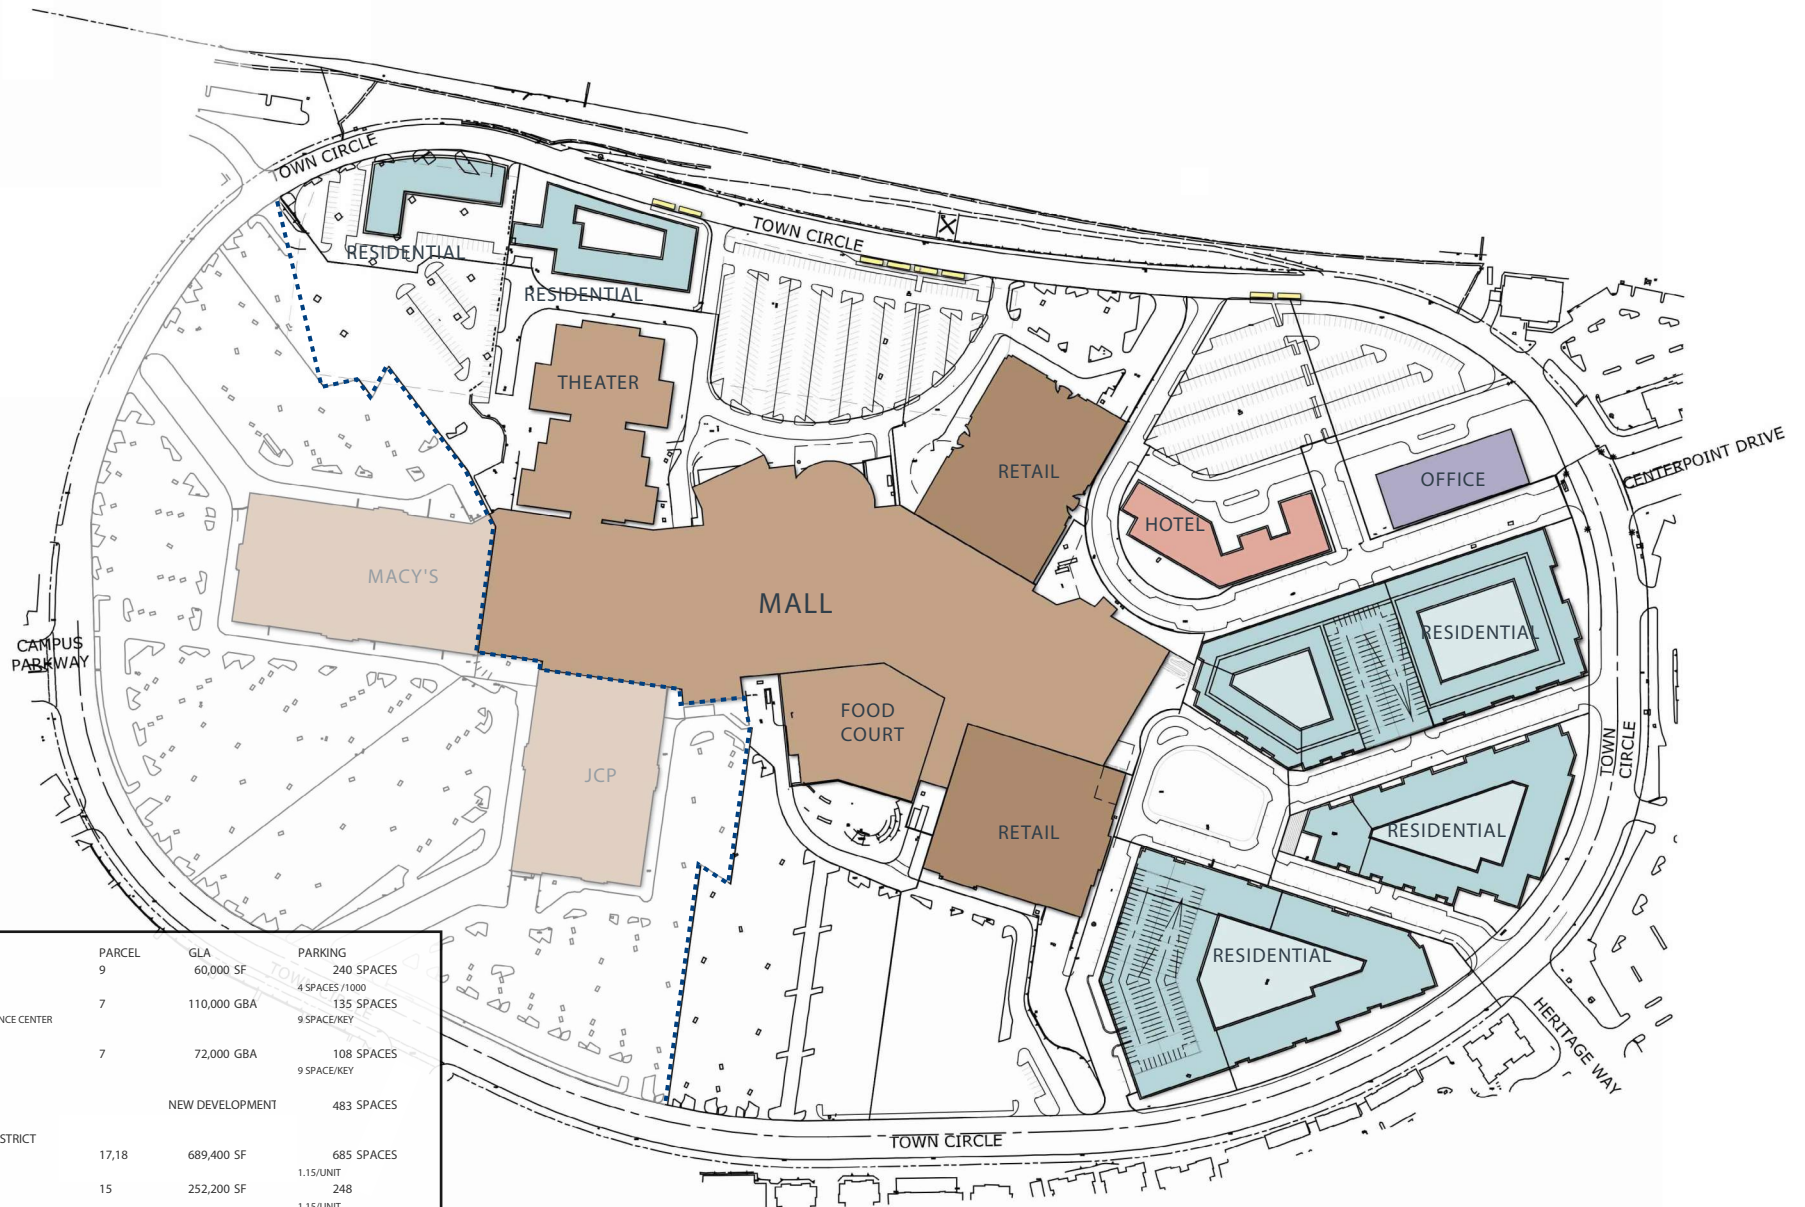 TOWN CIRCLE
TOWN CIRCLE
RESIDENTIAL
RESIDENTIAL
THEATER
RETAIL
OFFICE
CENTERPOINT DRIVE
HOTEL
MACY'S
MALL
RESIDENTIAL
CAMPUS
PARKWAY
FOOD
COURT
TOWN
CIRCLE
JCP
RETAIL
RESIDENTIAL
RESIDENTIAL
HERITAGE WAY
TOWN CIRCLE
PARCEL GLA PARKING
9 60,000 SF 240 SPACES
4 SPACES /1000
7 110,000 GBA 135 SPACES
NCE CENTER 9 SPACE/KEY
7 72,000 GBA 108 SPACES
9 SPACE/KEY
NEW DEVELOPMENT 483 SPACES
STRICT
17,18 689,400 SF 685 SPACES
1.15/UNIT
15 252,200 SF 248
1.15/UNIT